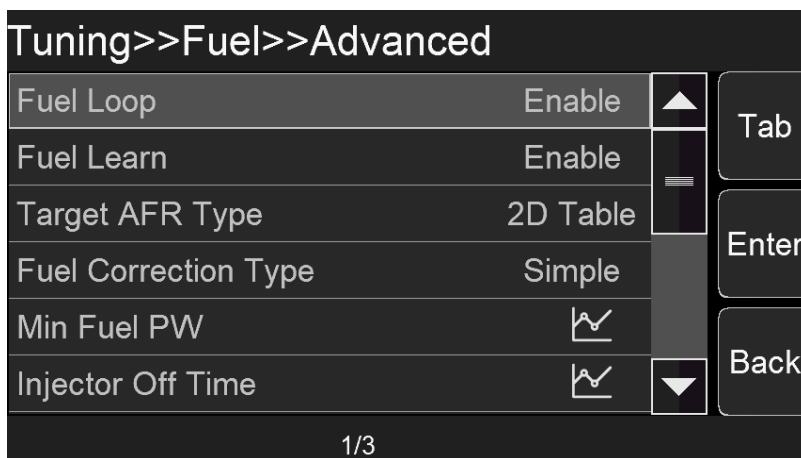 Tuning>>Fuel>>Advanced
Fuel Loop Enable
Fuel Learn Enable
Target AFR Type 2D Table
Fuel Correction Type Simple
Min Fuel PW
Injector Off Time
Tab
Enter
Back
1/3